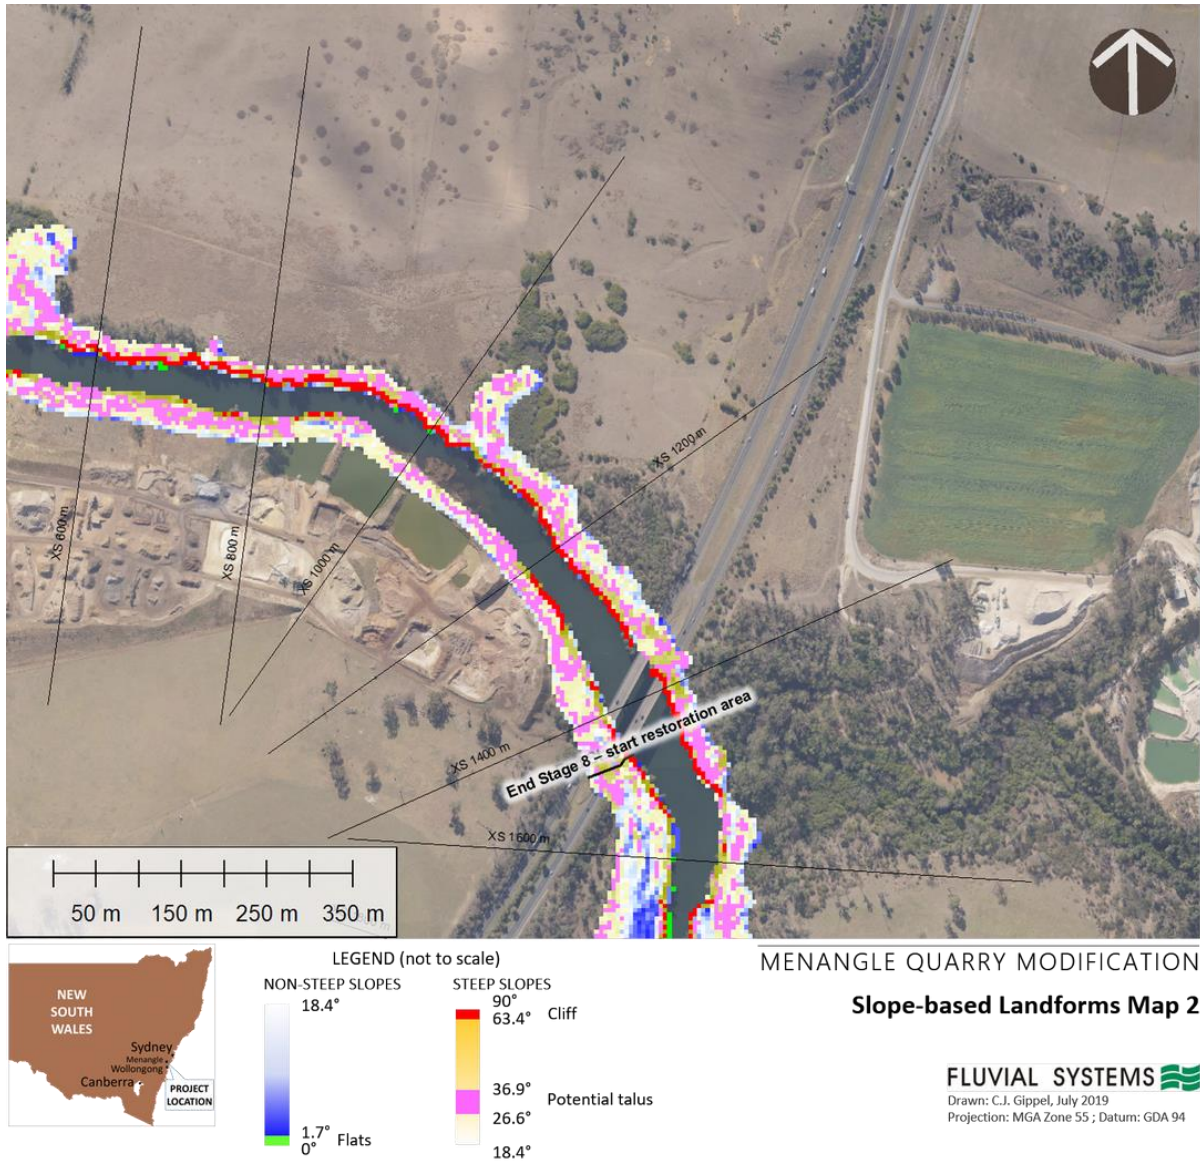 XS 1200 m
XS 600 m
XS 800 m
XS 1000 m
End Stage 8 – start restoration area
XS 1400 m
XS 1600 m
50 m 150 m 250 m 350 m
LEGEND (not to scale)
NON-STEEP SLOPES
18.4°
1.7°
0°
Flats
STEEP SLOPES
90°
63.4°
Cliff
36.9°
Potential talus
26.6°
18.4°
NEW
SOUTH
WALES
Sydney
Menangle
Wollongong
Canberra
PROJECT
LOCATION
MENANGLE QUARRY MODIFICATION
Slope-based Landforms Map 2
FLUVIAL SYSTEMS
Drawn: C.J. Gippel, July 2019
Projection: MGA Zone 55 ; Datum: GDA 94